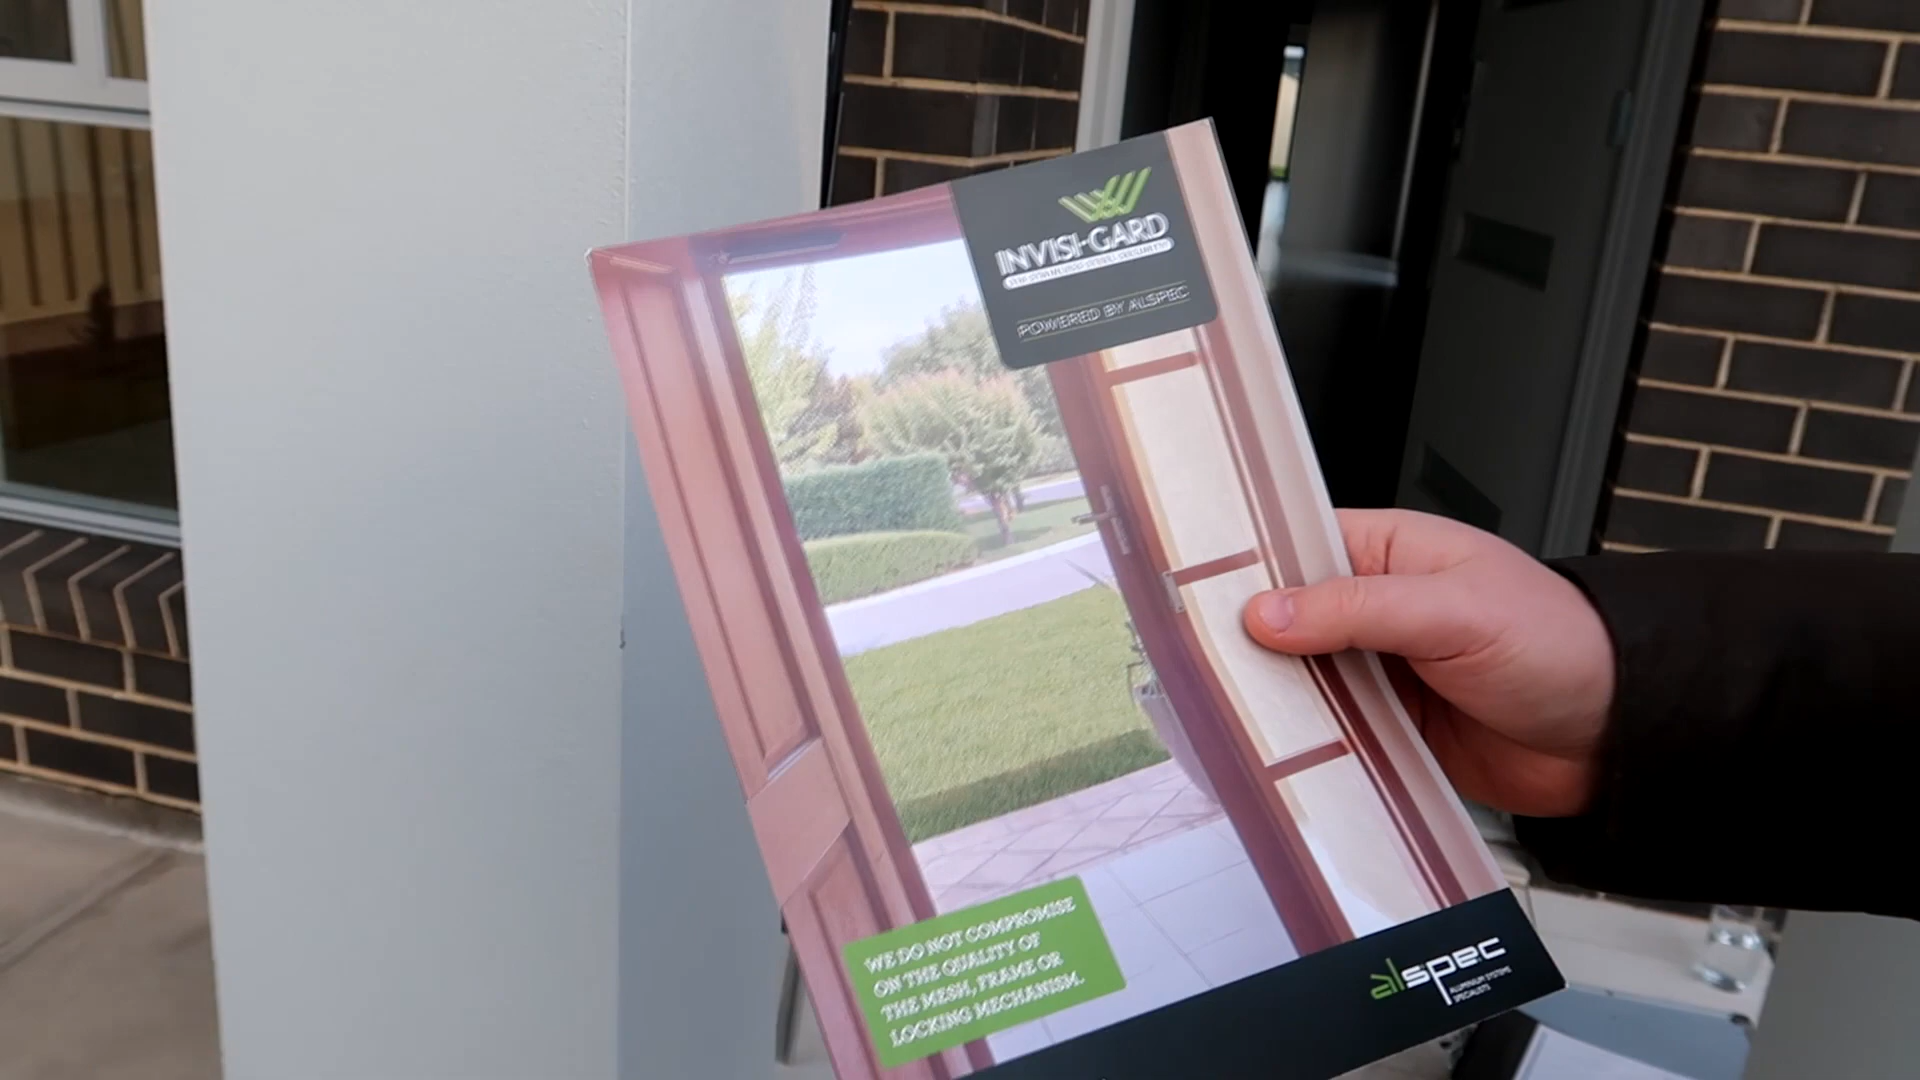 INVISI-GARD
POWERED BY ALSPEC
WE DO NOT COMPROMISE
ON THE QUALITY OF
THE MESH, FRAME OR
LOCKING MECHANISM.
alspec
ALUMINIUM SYSTEMS
SPECIALISTS